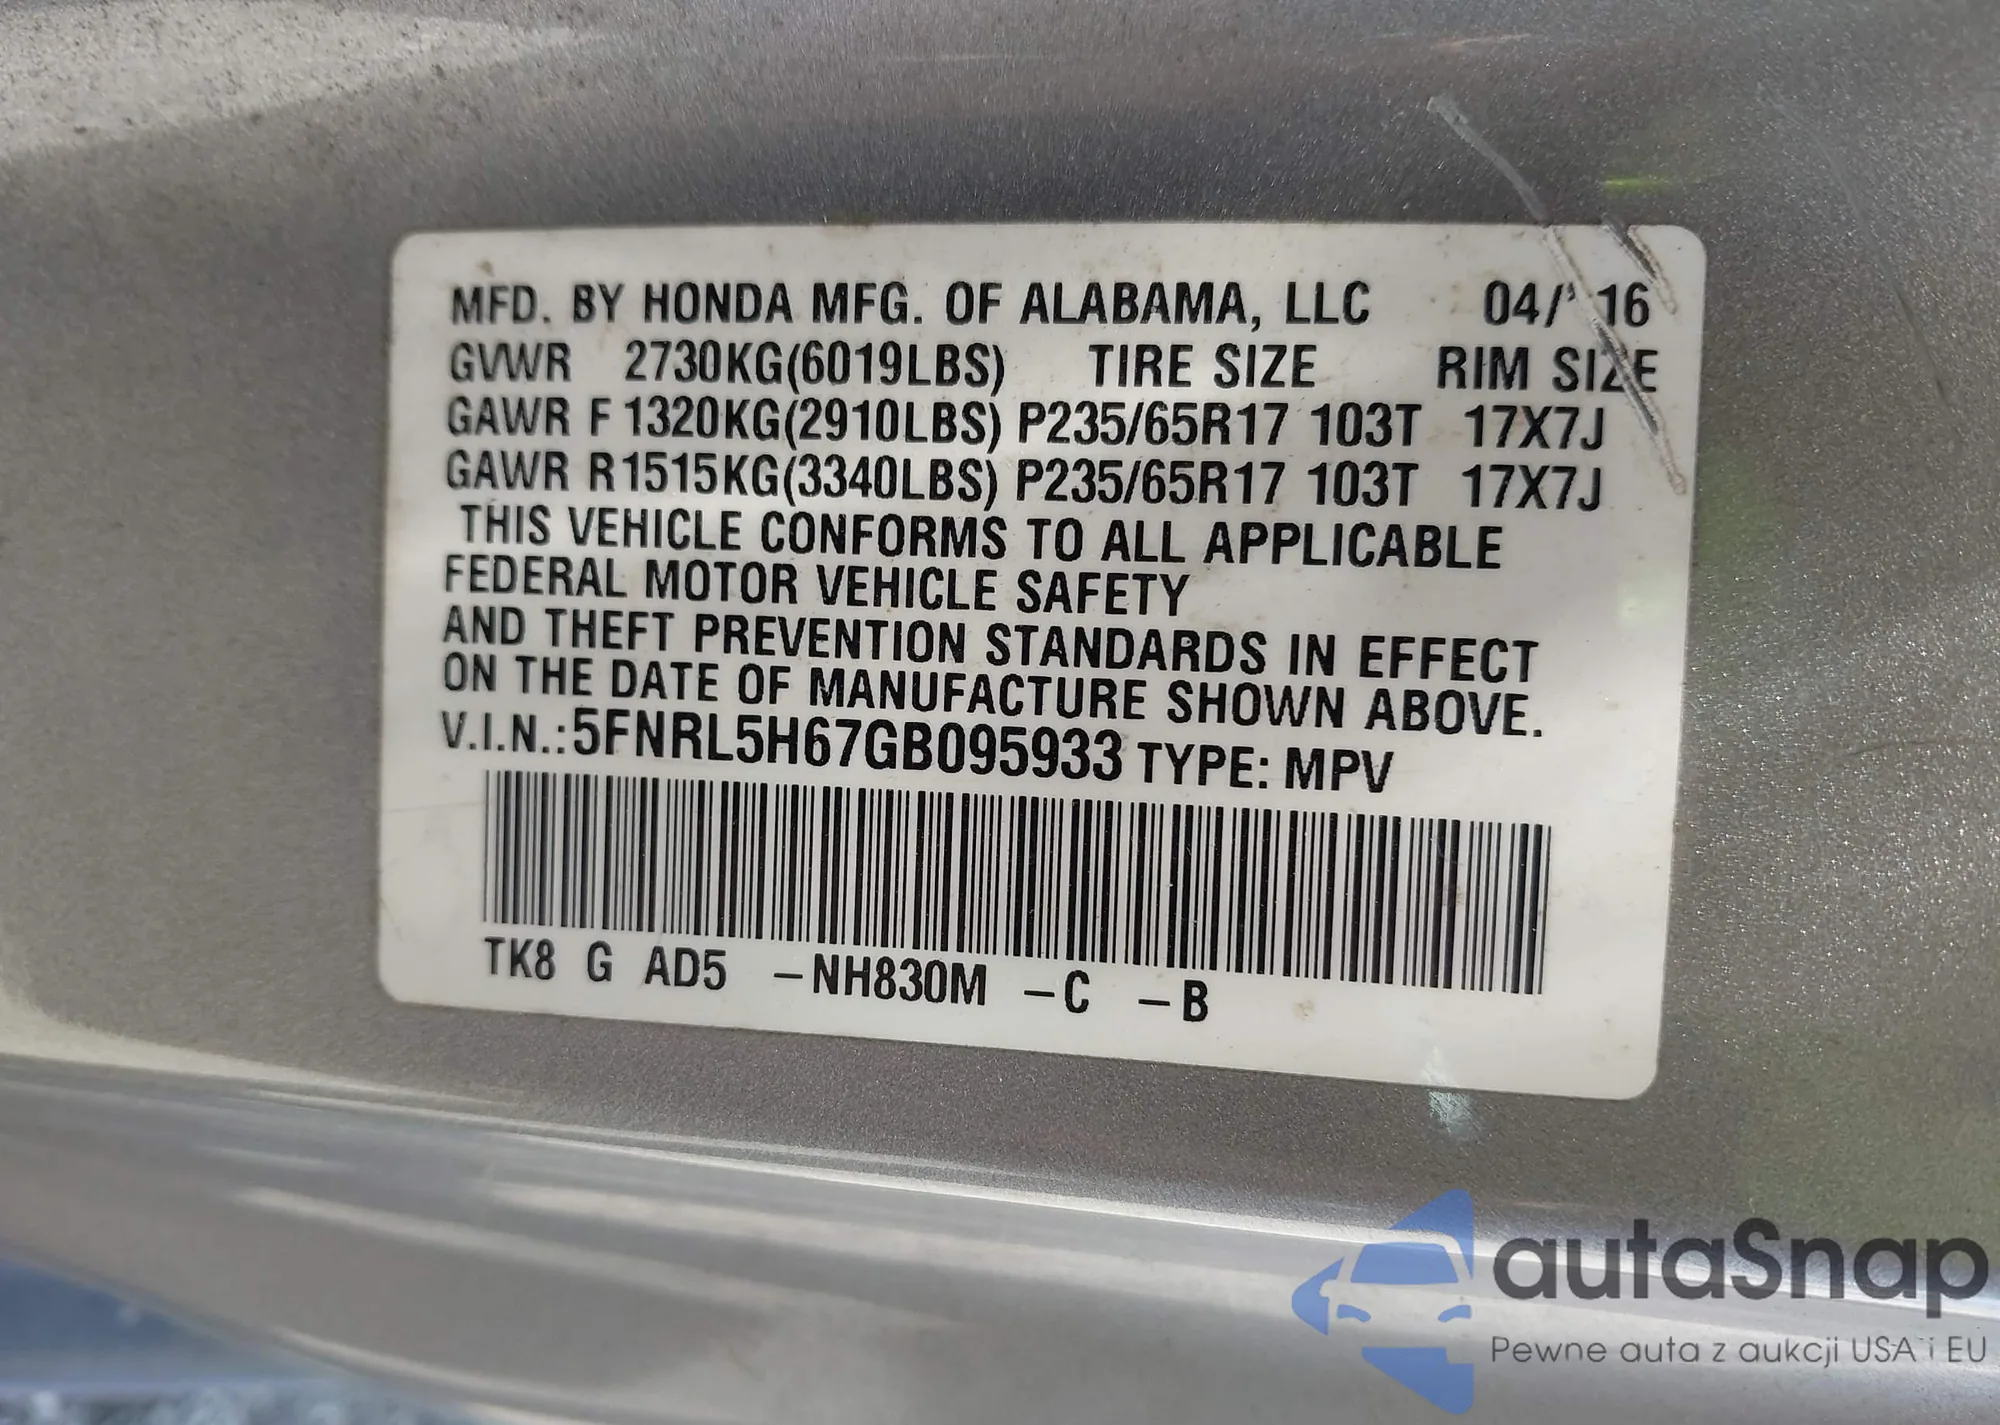 MFD. BY HONDA MFG. OF ALABAMA, LLC 04/16
GVWR 2730KG(6019LBS) TIRE SIZE RIM SIZE
GAWR F 1320KG(2910LBS) P235/65R17 103T 17X7J
GAWR R 1515KG(3340LBS) P235/65R17 103T 17X7J
THIS VEHICLE CONFORMS TO ALL APPLICABLE
FEDERAL MOTOR VEHICLE SAFETY
AND THEFT PREVENTION STANDARDS IN EFFECT
ON THE DATE OF MANUFACTURE SHOWN ABOVE.
V.I.N.: 5FNRL5H67GB095933 TYPE: MPV
TK8 G AD5 –NH830M –C –B
autaSnap
Pewne auta z aukcji USA i EU